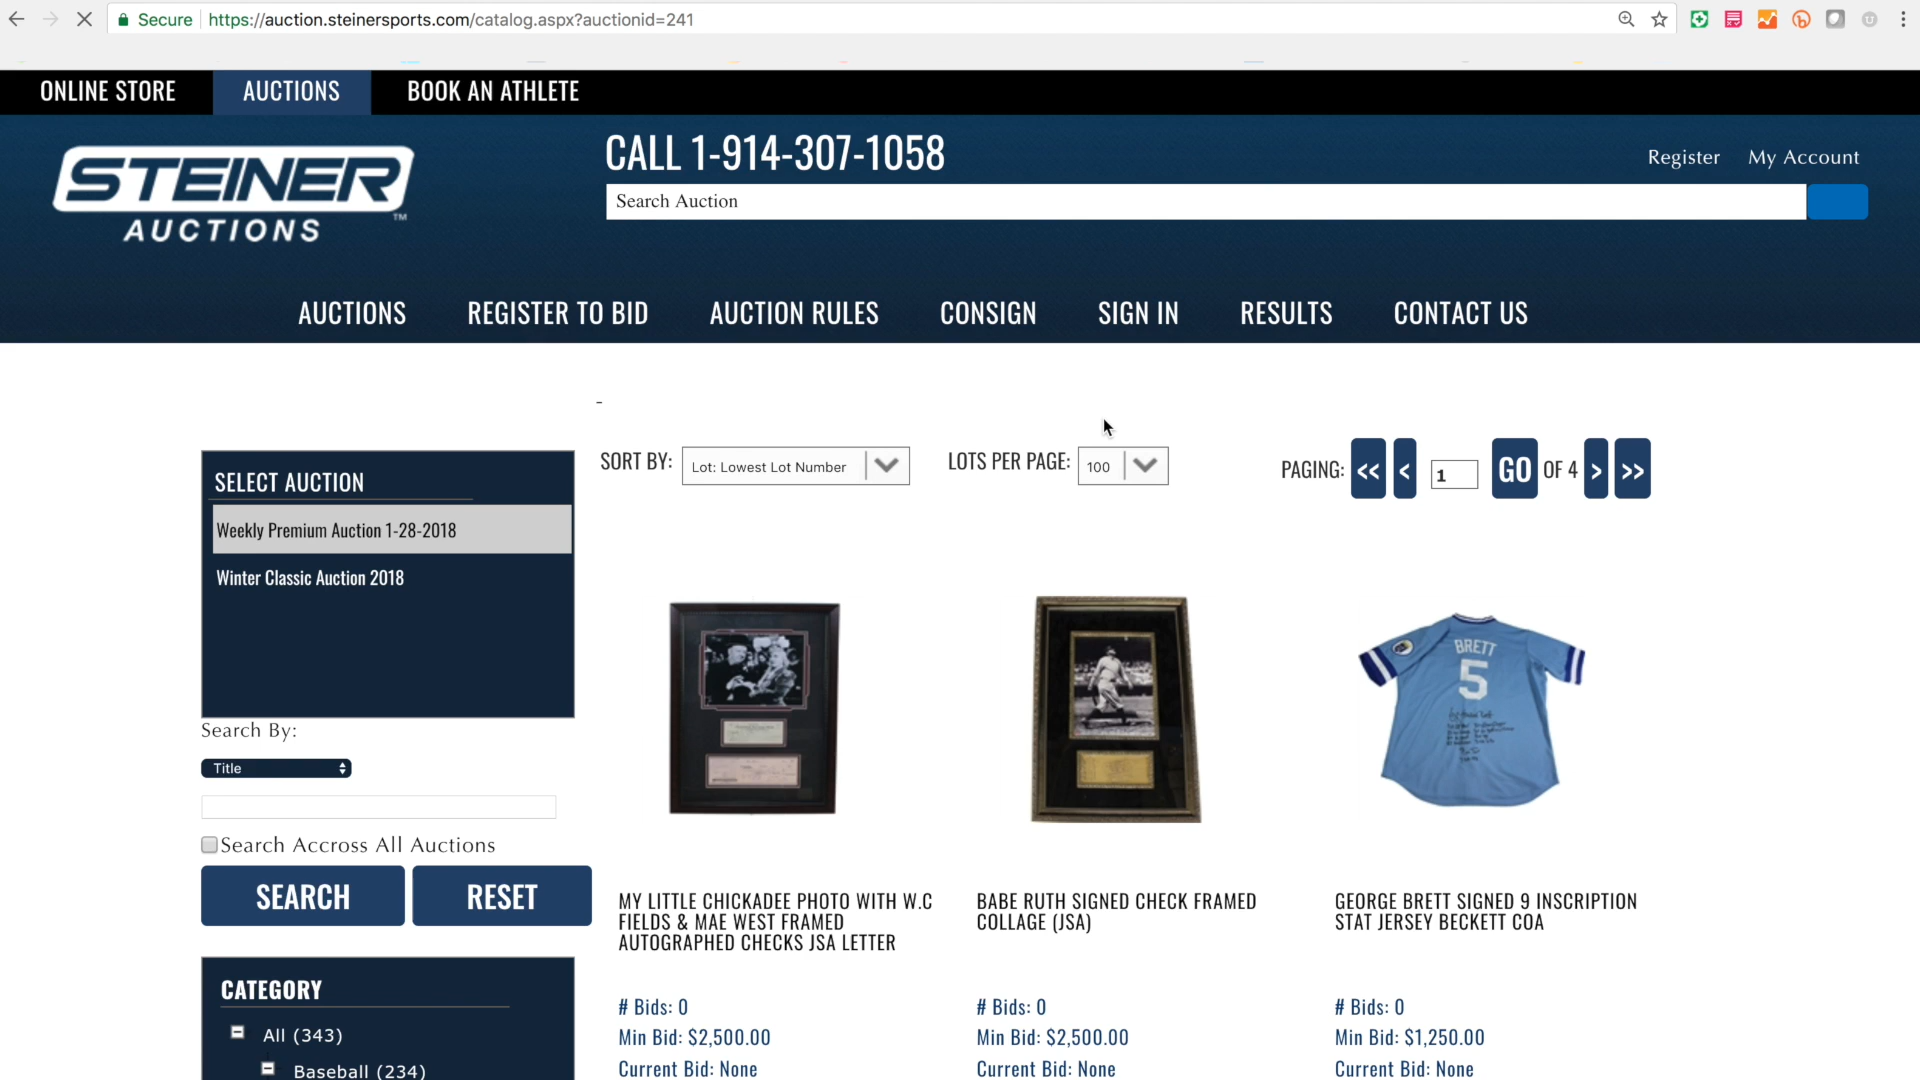 Secure https://auction.steinersports.com/catalog.aspx?auctionid=241
ONLINE STORE AUCTIONS BOOK AN ATHLETE
STEINER
AUCTIONS
TM
CALL 1-914-307-1058
Register My Account
Search Auction
AUCTIONS REGISTER TO BID AUCTION RULES CONSIGN SIGN IN RESULTS CONTACT US
-
SORT BY: Lot: Lowest Lot Number LOTS PER PAGE: 100 PAGING: << < 1 GO OF 4 > >>
SELECT AUCTION
Weekly Premium Auction 1-28-2018
Winter Classic Auction 2018
Search By:
Title
Search Accross All Auctions
SEARCH RESET
CATEGORY
All (343)
Baseball (234)
BRETT
5
MY LITTLE CHICKADEE PHOTO WITH W.C
FIELDS & MAE WEST FRAMED
AUTOGRAPHED CHECKS JSA LETTER
# Bids: 0
Min Bid: $2,500.00
Current Bid: None
BABE RUTH SIGNED CHECK FRAMED
COLLAGE (JSA)
# Bids: 0
Min Bid: $2,500.00
Current Bid: None
GEORGE BRETT SIGNED 9 INSCRIPTION
STAT JERSEY BECKETT COA
# Bids: 0
Min Bid: $1,250.00
Current Bid: None